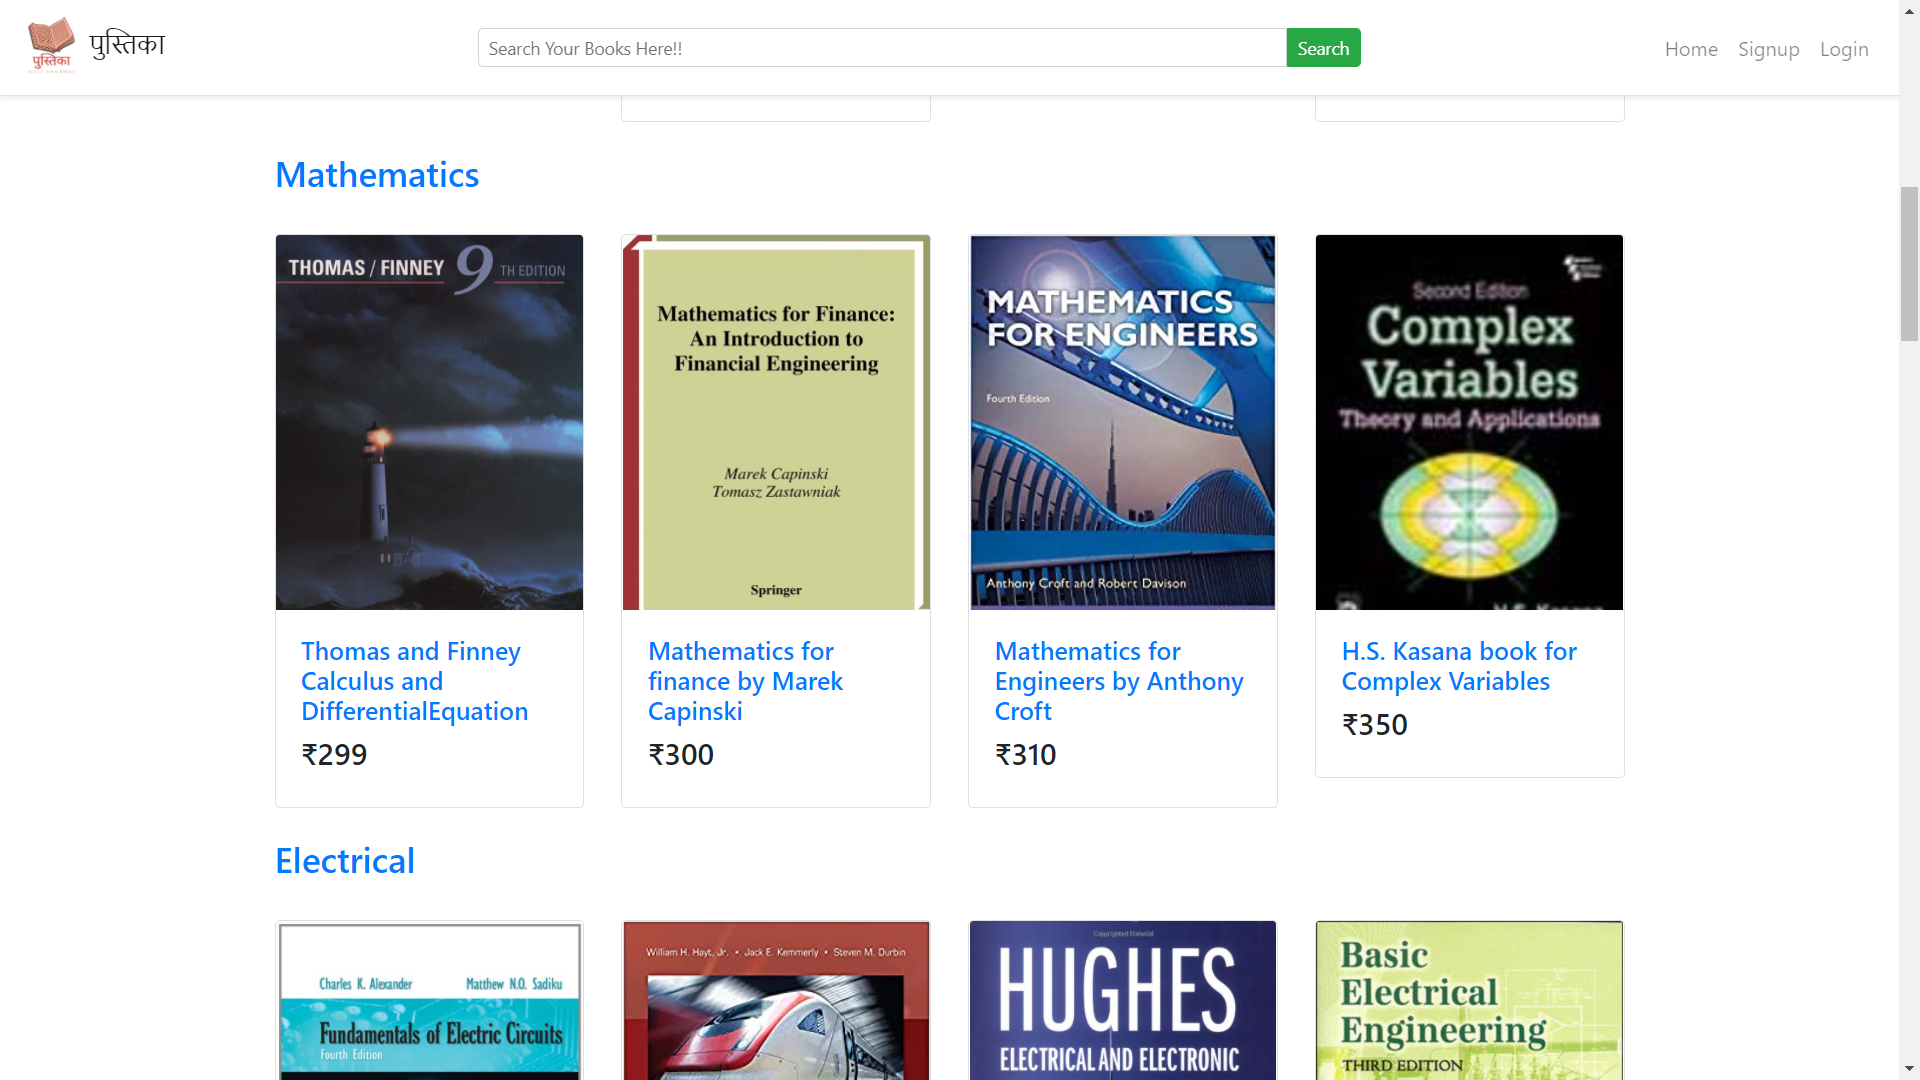 पुस्तिका
पुस्तिका
Search Your Books Here!!
Search
Home
Signup
Login
Mathematics
THOMAS / FINNEY 9TH EDITION
Thomas and Finney
Calculus and
DifferentialEquation
₹299
Mathematics for Finance:
An Introduction to
Financial Engineering
Marek Capinski
Tomasz Zastawniak
Springer
Mathematics for
finance by Marek
Capinski
₹300
MATHEMATICS
FOR ENGINEERS
Fourth Edition
Anthony Croft and Robert Davison
Mathematics for
Engineers by Anthony
Croft
₹310
Second Edition
Complex
Variables
Theory and Applications
H.S. Kasana book for
Complex Variables
₹350
Electrical
Charles K. Alexander Matthew N.O. Sadiku
Fundamentals of Electric Circuits
Fourth Edition
William H. Hayt, Jr. • Jack E. Kemmerly • Steven M. Durbin
Copyrighted Material
HUGHES
ELECTRICAL AND ELECTRONIC
Basic
Electrical
Engineering
THIRD EDITION